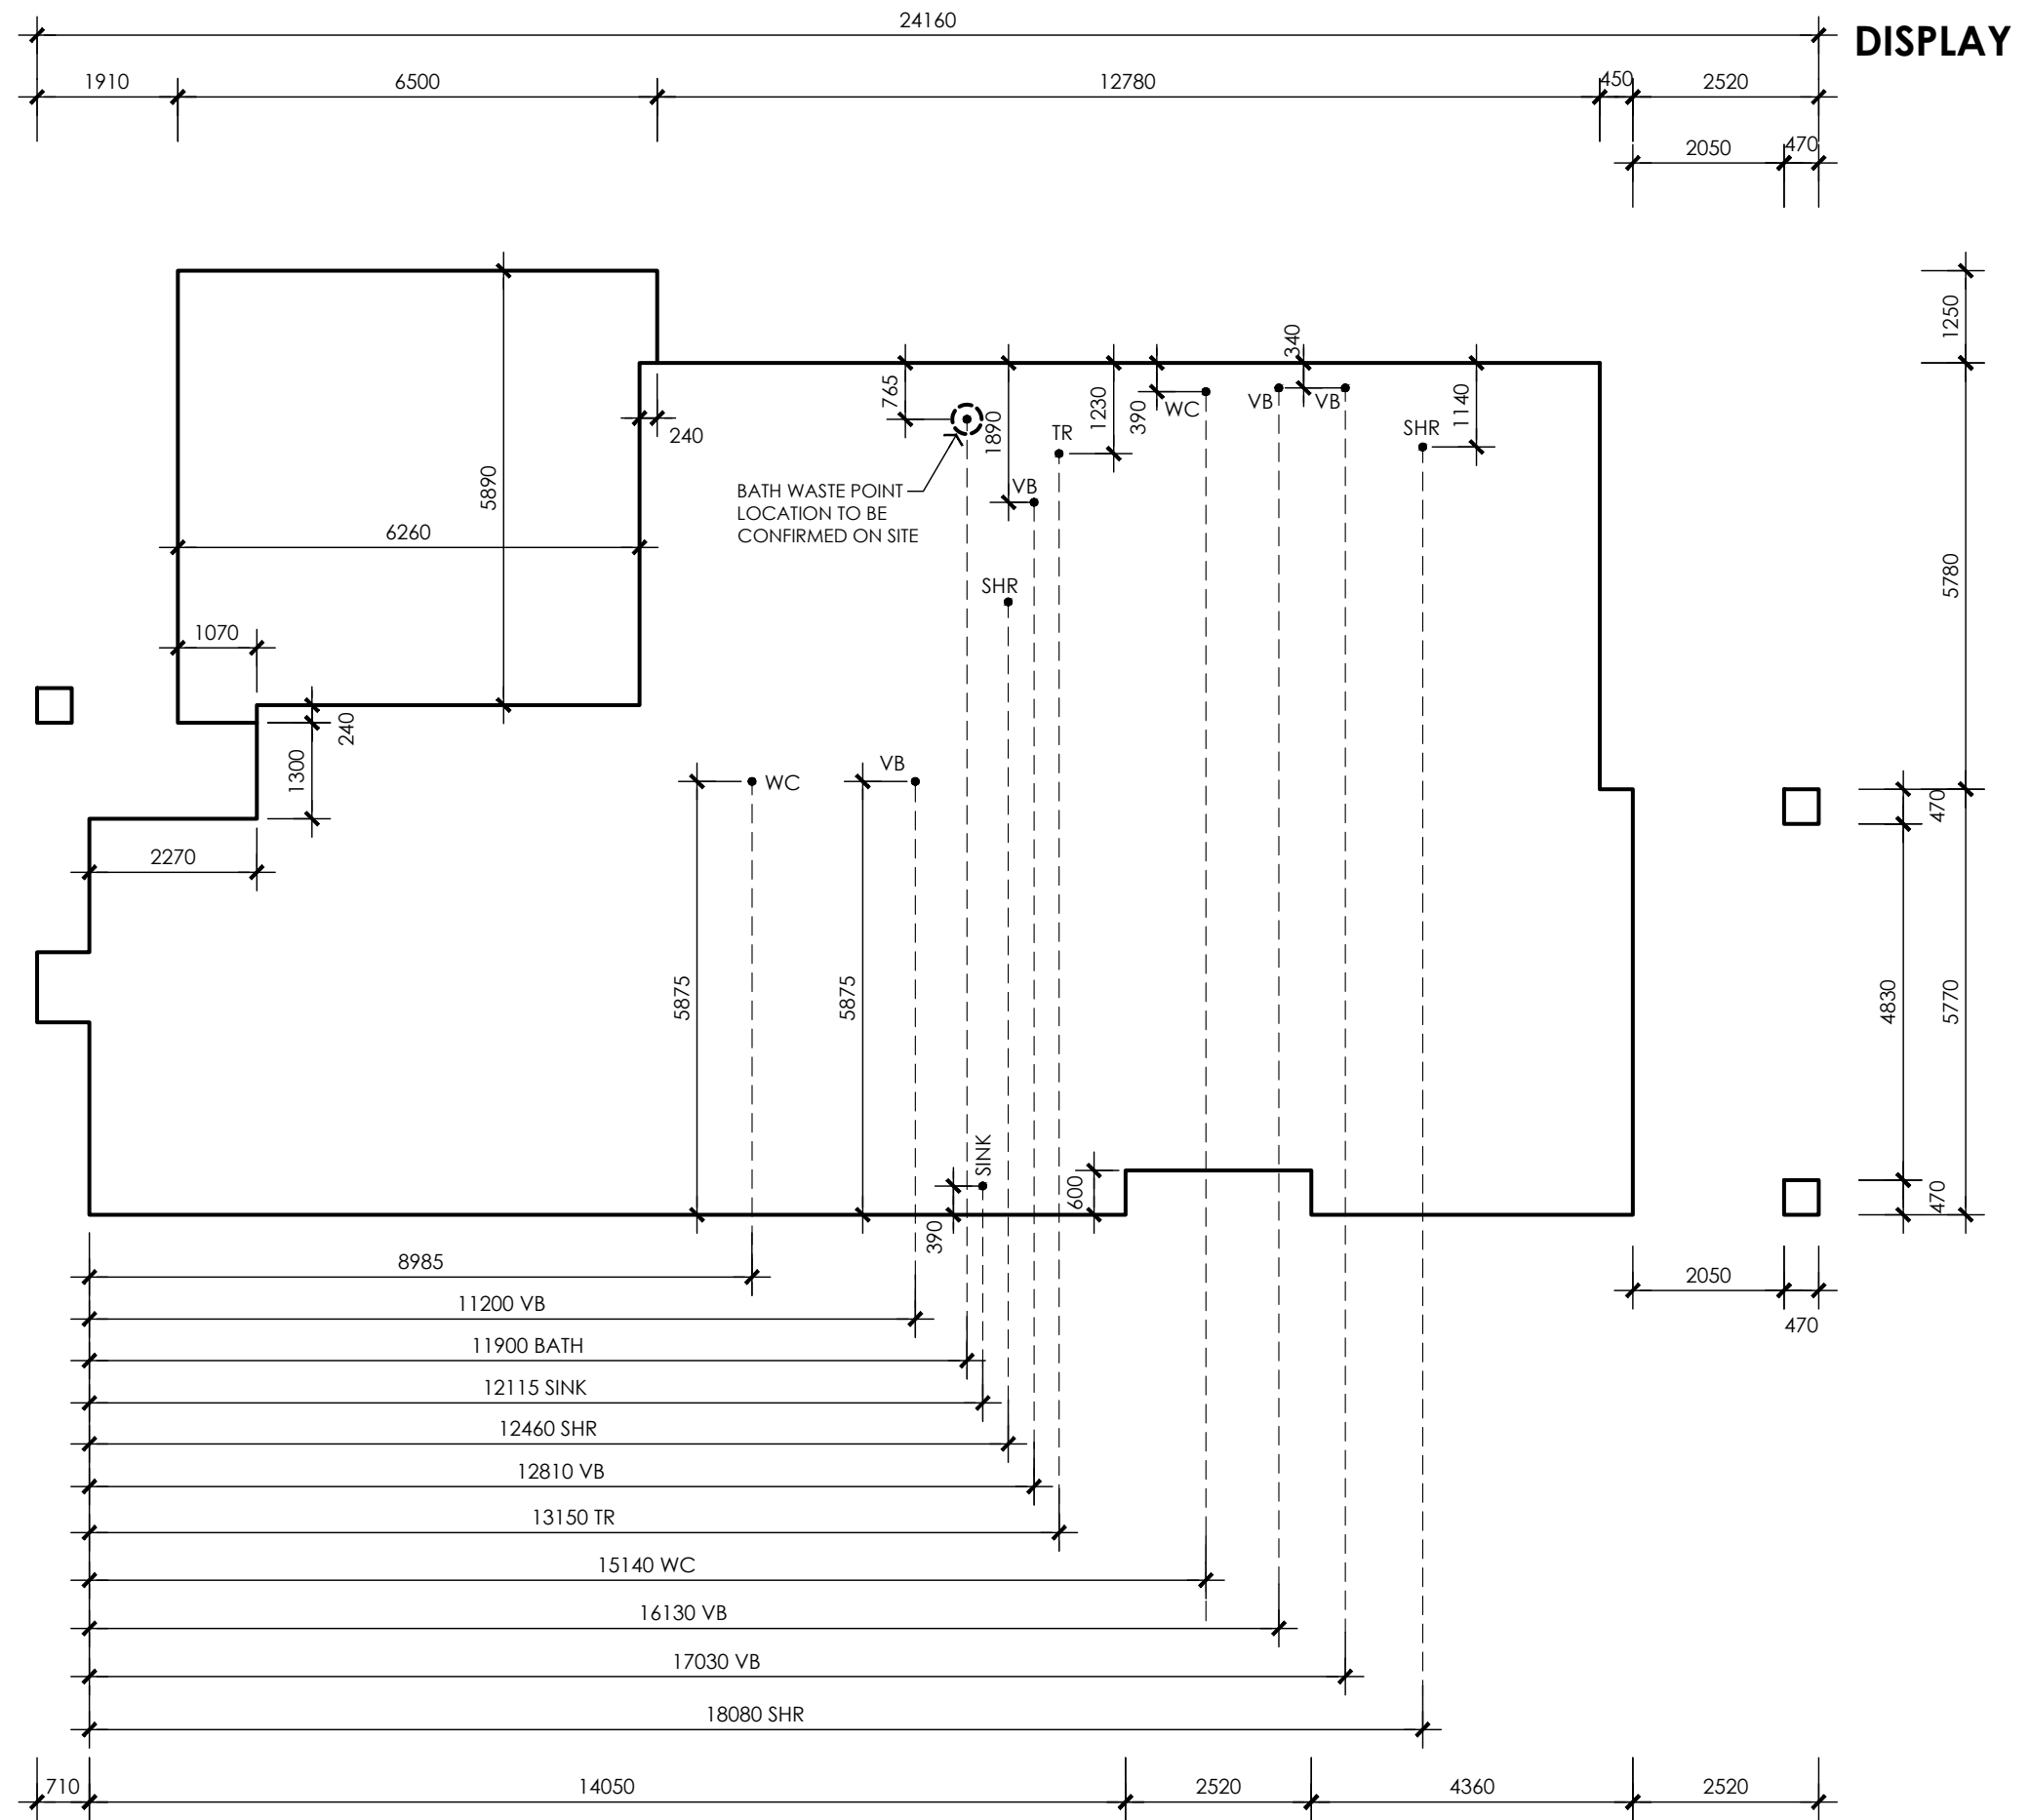 24160
DISPLAY
1910
6500
12780
450
2520
2050
470
1250
340
765
1890
1230
390
WC
VB
VB
1140
240
TR
SHR
5890
BATH WASTE POINT
LOCATION TO BE
CONFIRMED ON SITE
VB
6260
5780
SHR
1070
240
1300
WC
VB
470
2270
5875
5875
4830
5770
SINK
600
390
470
8985
2050
11200 VB
470
11900 BATH
12115 SINK
12460 SHR
12810 VB
13150 TR
15140 WC
16130 VB
17030 VB
18080 SHR
710
14050
2520
4360
2520